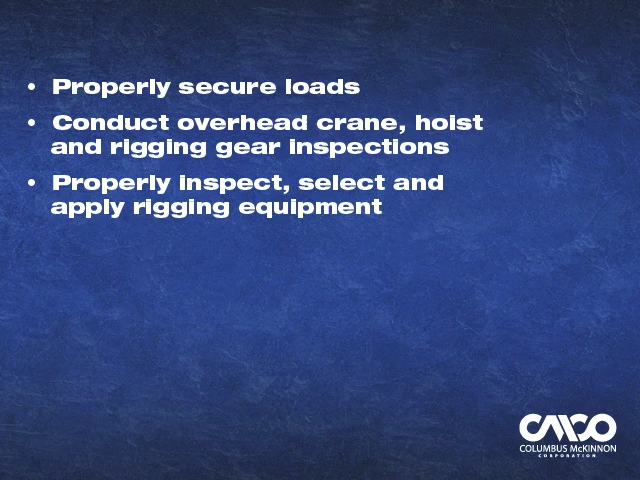 • Properly secure loads
• Conduct overhead crane, hoist
and rigging gear inspections
• Properly inspect, select and
apply rigging equipment
CMCO
COLUMBUS McKINNON
CORPORATION